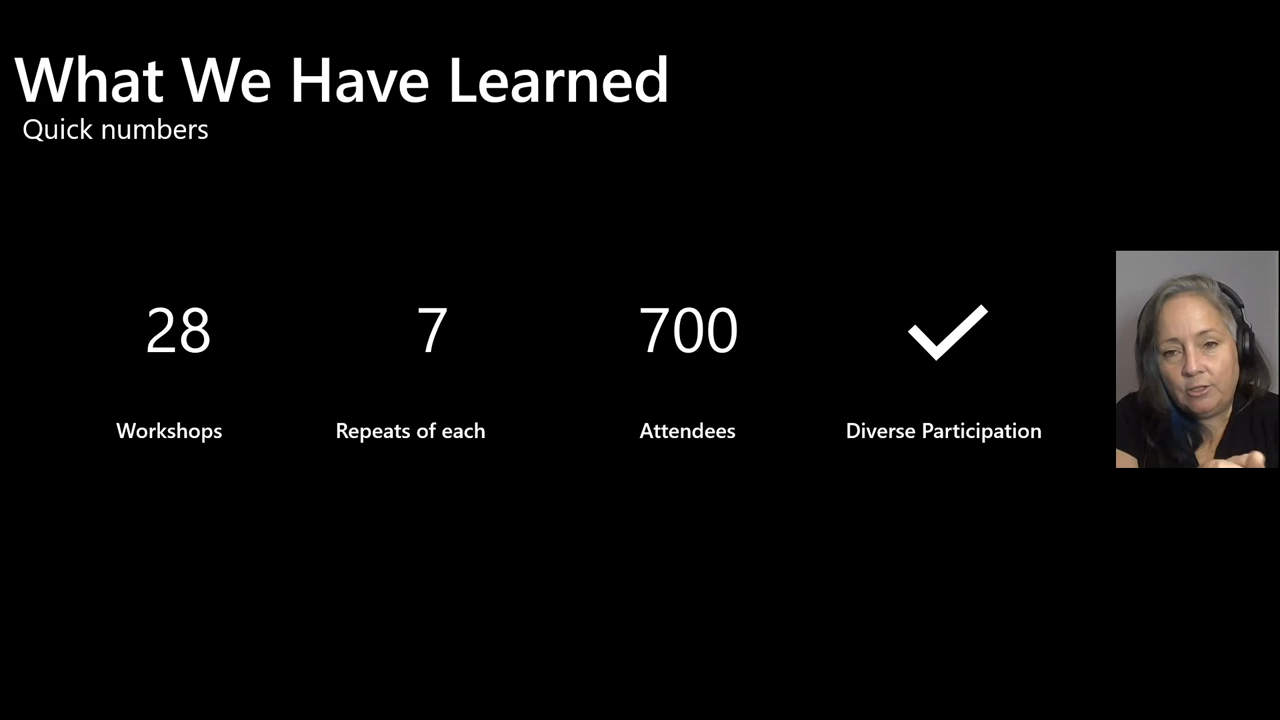 What We Have Learned
Quick numbers
28
7
700
Workshops
Repeats of each
Attendees
Diverse Participation